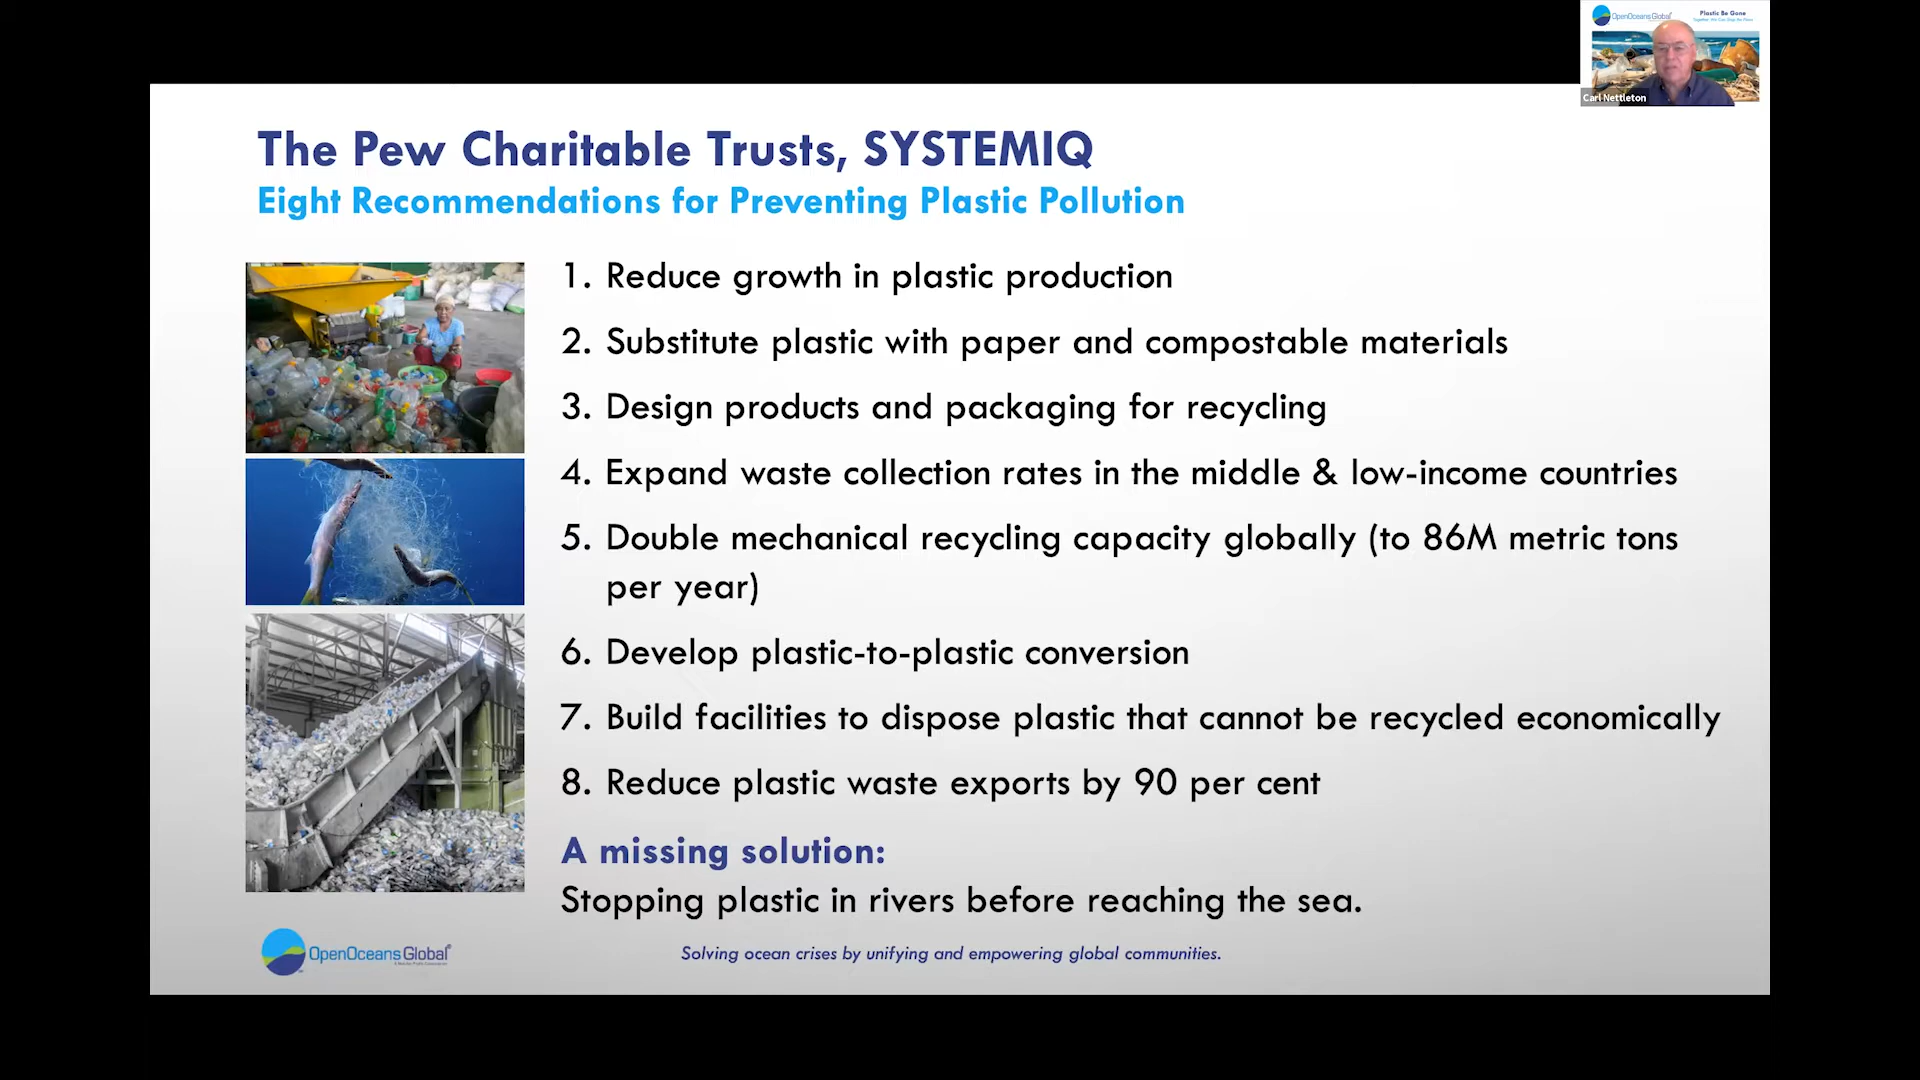 OpenOceansGlobal
Plastic Be Gone
Carl Nettleton
The Pew Charitable Trusts, SYSTEMIQ
Eight Recommendations for Preventing Plastic Pollution
1. Reduce growth in plastic production
2. Substitute plastic with paper and compostable materials
3. Design products and packaging for recycling
4. Expand waste collection rates in the middle & low-income countries
5. Double mechanical recycling capacity globally (to 86M metric tons
per year)
6. Develop plastic-to-plastic conversion
7. Build facilities to dispose plastic that cannot be recycled economically
8. Reduce plastic waste exports by 90 per cent
A missing solution:
Stopping plastic in rivers before reaching the sea.
OpenOceansGlobal
Solving ocean crises by unifying and empowering global communities.